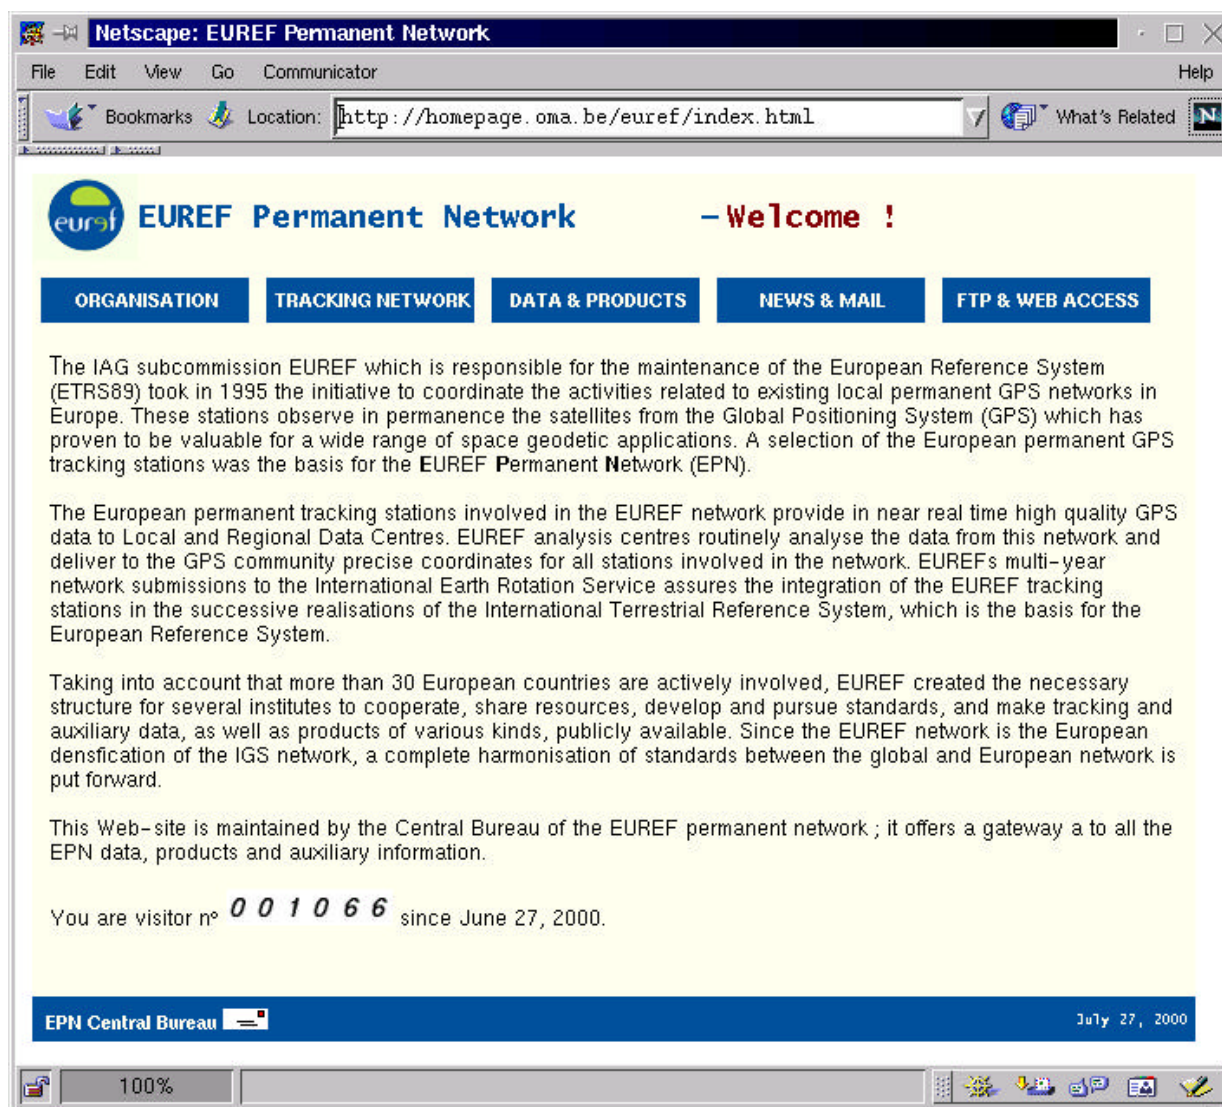 Netscape: EUREF Permanent Network
File Edit View Go Communicator Help
Bookmarks Location: http://homepage.oma.be/euref/index.html What's Related N
euref EUREF Permanent Network -Welcome !
ORGANISATION TRACKING NETWORK DATA & PRODUCTS NEWS & MAIL FTP & WEB ACCESS
The IAG subcommission EUREF which is responsible for the maintenance of the European Reference System
(ETRS89) took in 1995 the initiative to coordinate the activities related to existing local permanent GPS networks in
Europe. These stations observe in permanence the satellites from the Global Positioning System (GPS) which has
proven to be valuable for a wide range of space geodetic applications. A selection of the European permanent GPS
tracking stations was the basis for the EUREF Permanent Network (EPN).
The European permanent tracking stations involved in the EUREF network provide in near real time high quality GPS
data to Local and Regional Data Centres. EUREF analysis centres routinely analyse the data from this network and
deliver to the GPS community precise coordinates for all stations involved in the network. EUREFs multi-year
network submissions to the International Earth Rotation Service assures the integration of the EUREF tracking
stations in the successive realisations of the International Terrestrial Reference System, which is the basis for the
European Reference System.
Taking into account that more than 30 European countries are actively involved, EUREF created the necessary
structure for several institutes to cooperate, share resources, develop and pursue standards, and make tracking and
auxiliary data, as well as products of various kinds, publicly available. Since the EUREF network is the European
densfication of the IGS network, a complete harmonisation of standards between the global and European network is
put forward.
This Web-site is maintained by the Central Bureau of the EUREF permanent network ; it offers a gateway a to all the
EPN data, products and auxiliary information.
You are visitor nº 001066 since June 27, 2000.
EPN Central Bureau July 27, 2000
100%